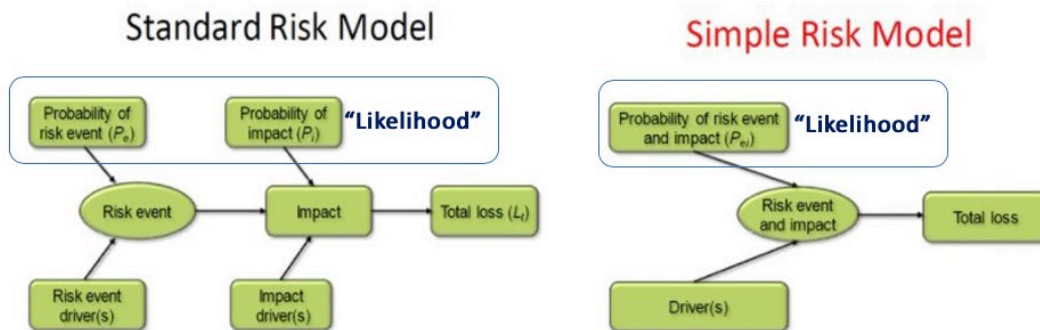 Standard Risk Model
Probability of
risk event (Pe)
Probability of
impact (Pi)
“Likelihood”
Risk event
Impact
Total loss (Lt)
Risk event
driver(s)
Impact
driver(s)
Simple Risk Model
Probability of risk event
and impact (Pei)
“Likelihood”
Risk event
and impact
Total loss
Driver(s)